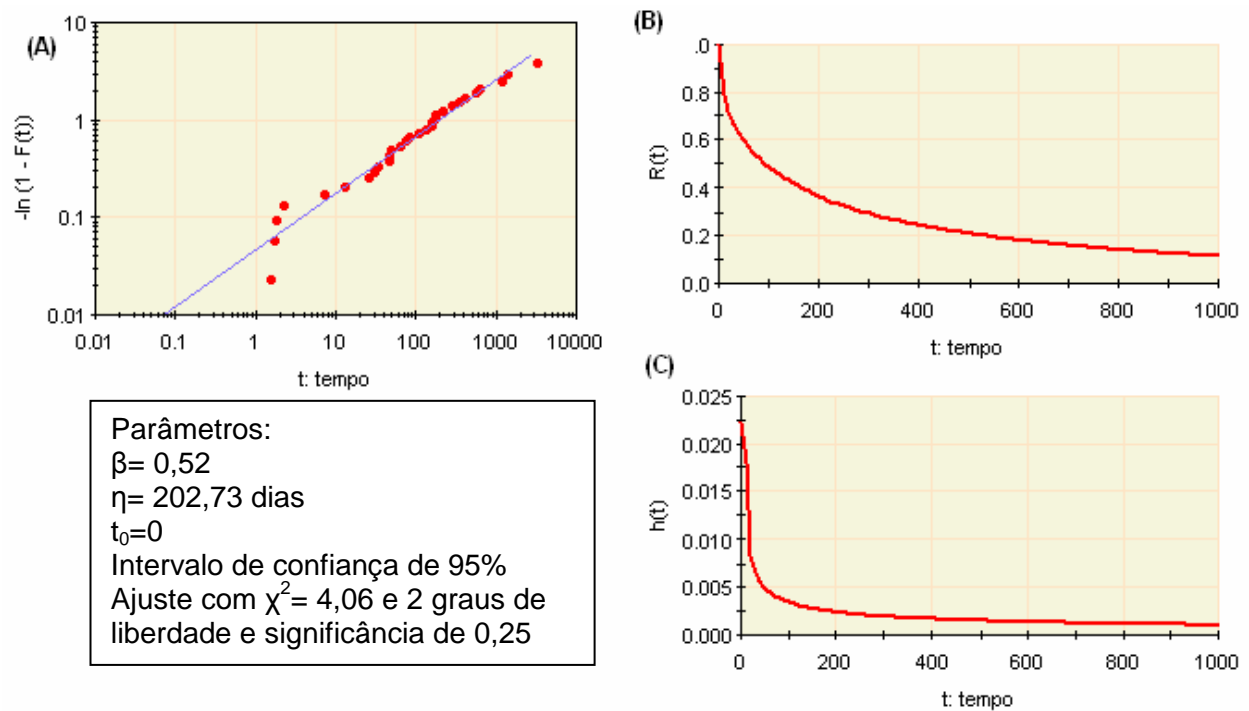 (A)
10
1
0.1
0.01
-ln (1 - F(t))
0.01 0.1 1 10 100 1000 10000
t: tempo
Parâmetros:
β= 0,52
η= 202,73 dias
t₀=0
Intervalo de confiança de 95%
Ajuste com χ²= 4,06 e 2 graus de
liberdade e significância de 0,25
(B)
.0
0.8
0.6
0.4
0.2
0.0
R(t)
0 200 400 600 800 1000
t: tempo
(C)
0.025
0.020
0.015
0.010
0.005
0.000
h(t)
0 200 400 600 800 1000
t: tempo